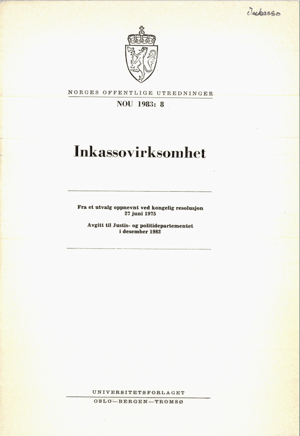 Inkasso
NORGES OFFENTLIGE UTREDNINGER
NOU 1983: 8
Inkassovirksomhet
Fra et utvalg oppnevnt ved kongelig resolusjon
27 juni 1975
Avgitt til Justis- og politidepartementet
i desember 1982
UNIVERSITETSFORLAGET
OSLO—BERGEN—TROMSØ